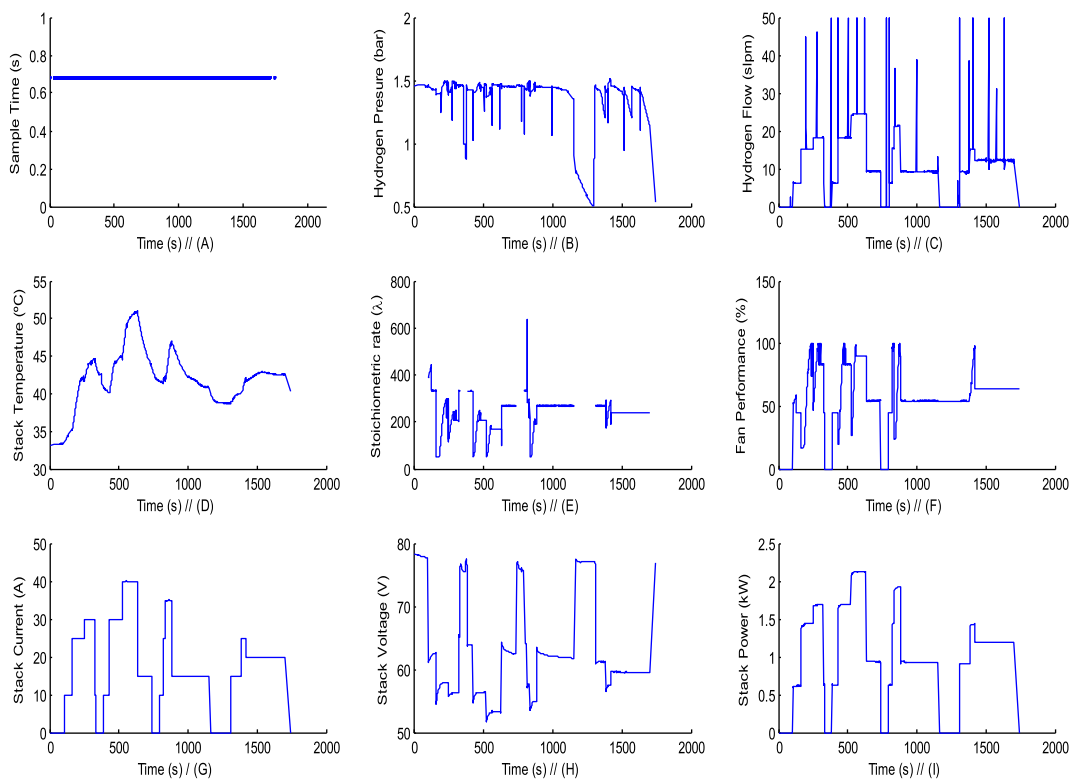 1
0.8
0.6
0.4
0.2
0
0 500 1000 1500 2000
Sample Time (s)
Time (s) // (A)
2
1.5
1
0.5
0 500 1000 1500 2000
Hydrogen Presure (bar)
Time (s) // (B)
50
40
30
20
10
0
0 500 1000 1500 2000
Hydrogen Flow (slpm)
Time (s) // (C)
55
50
45
40
35
30
0 500 1000 1500 2000
Stack Temperature (ºC)
Time (s) // (D)
800
600
400
200
0
0 500 1000 1500 2000
Stoichiometric rate (λ)
Time (s) // (E)
150
100
50
0
0 500 1000 1500 2000
Fan Performance (%)
Time (s) // (F)
50
40
30
20
10
0
0 500 1000 1500 2000
Stack Current (A)
Time (s) / (G)
80
70
60
50
0 500 1000 1500 2000
Stack Voltage (V)
Time (s) // (H)
2.5
2
1.5
1
0.5
0
0 500 1000 1500 2000
Stack Power (kW)
Time (s) // (I)